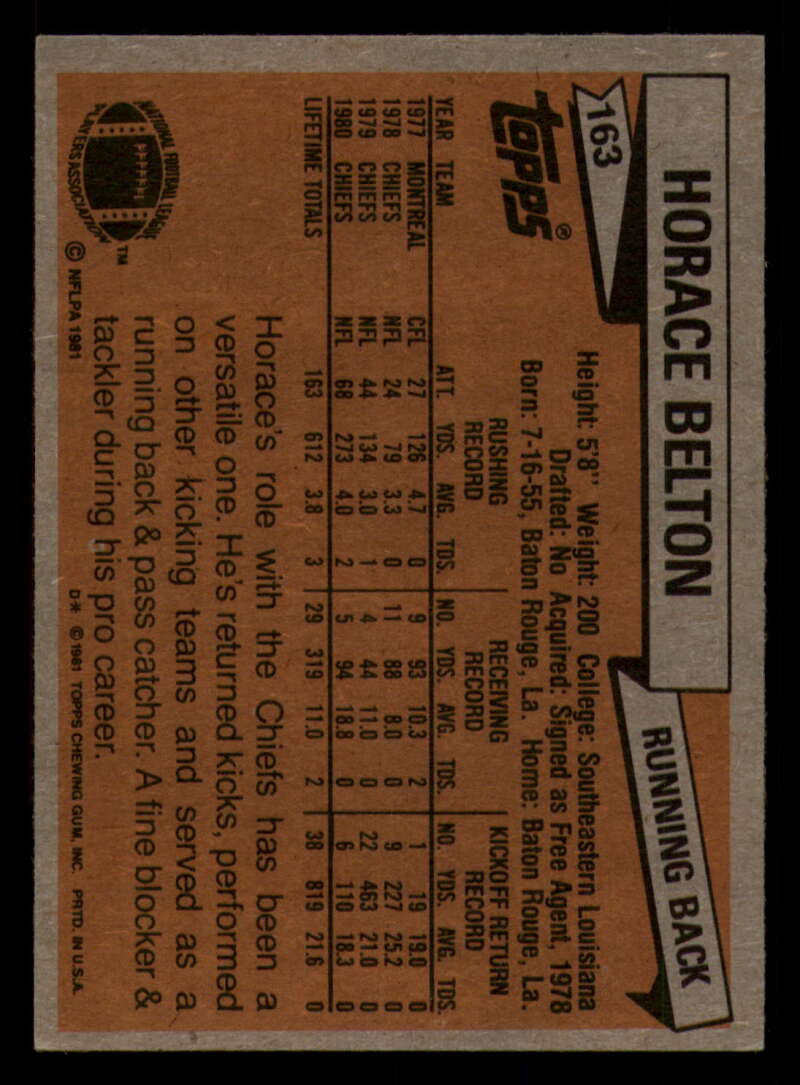 163
HORACE BELTON
RUNNING BACK
topps®
Height: 5'8" Weight: 200 College: Southeastern Louisiana
Drafted: No Acquired: Signed as Free Agent, 1978
Born: 7-16-55, Baton Rouge, La. Home: Baton Rouge, La.
RUSHING RECORD RECEIVING RECORD KICKOFF RETURN RECORD
YEAR TEAM ATT. YDS. AVG. TDS. NO. YDS. AVG. TDS. NO. YDS. AVG. TDS.
1977 MONTREAL CFL 27 126 4.7 0 9 93 10.3 2 1 19 19.0 0
1978 CHIEFS NFL 24 79 3.3 0 11 88 8.0 0 9 227 25.2 0
1979 CHIEFS NFL 44 134 3.0 1 4 44 11.0 0 22 463 21.0 0
1980 CHIEFS NFL 68 273 4.0 2 5 94 18.8 0 6 110 18.3 0
LIFETIME TOTALS 163 612 3.8 3 29 319 11.0 2 38 819 21.6 0
NATIONAL FOOTBALL LEAGUE
PLAYERS ASSOCIATION
™
© NFLPA 1981
Horace's role with the Chiefs has been a
versatile one. He's returned kicks, performed
on other kicking teams and served as a
running back & pass catcher. A fine blocker &
tackler during his pro career.
D* © 1981 TOPPS CHEWING GUM, INC. PRTD. IN U.S.A.